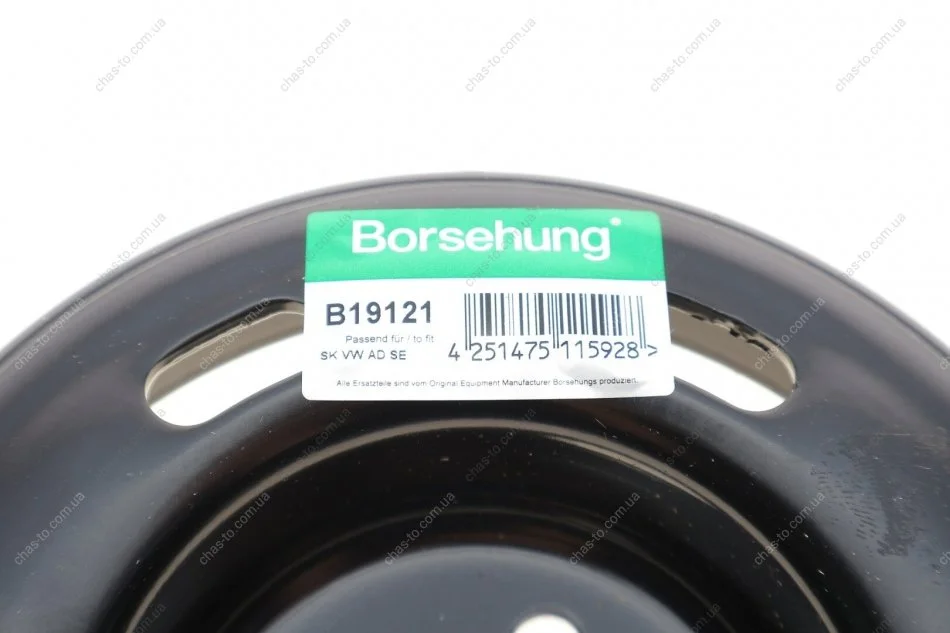 Borsehung®
B19121
Passend für / to fit
SK VW AD SE
4 251475 115928 >
Alle Ersatzteile sind vom Original Equipment Manufacturer Borsehungs produziert.
chas-to.com.ua